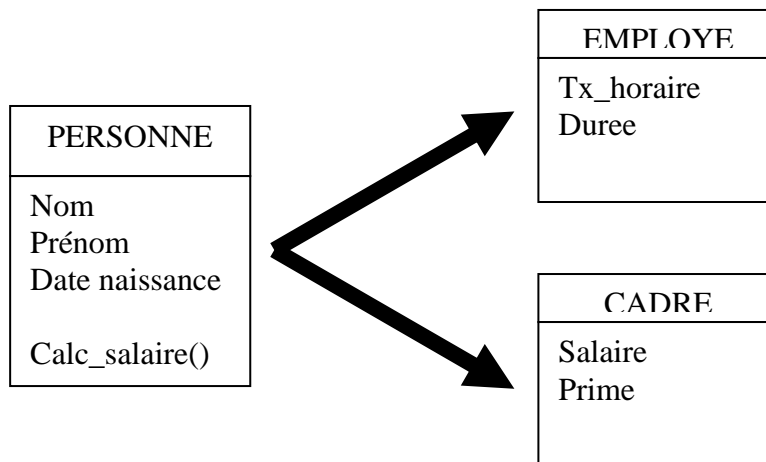 PERSONNE
Nom
Prénom
Date naissance
Calc_salaire()
EMPLOYE
Tx_horaire
Duree
CADRE
Salaire
Prime